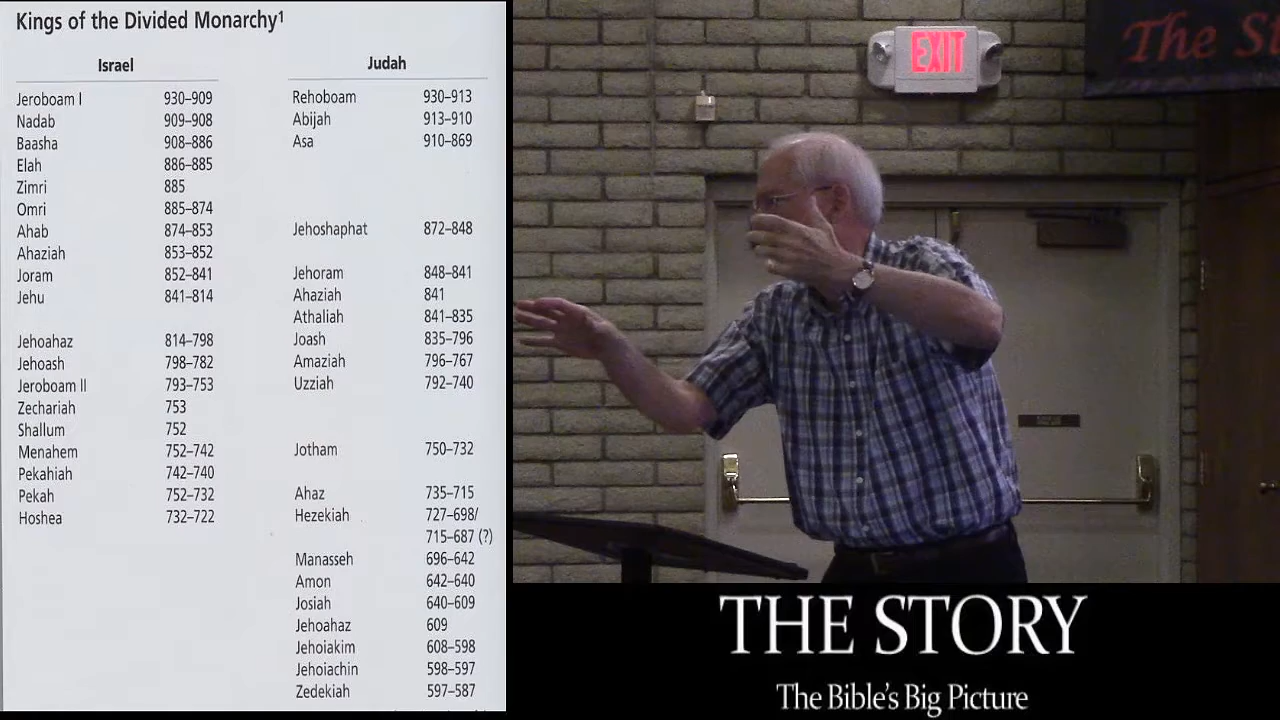 Kings of the Divided Monarchy¹
Israel
Jeroboam I 930–909
Nadab 909–908
Baasha 908–886
Elah 886–885
Zimri 885
Omri 885–874
Ahab 874–853
Ahaziah 853–852
Joram 852–841
Jehu 841–814
Jehoahaz 814–798
Jehoash 798–782
Jeroboam II 793–753
Zechariah 753
Shallum 752
Menahem 752–742
Pekahiah 742–740
Pekah 752–732
Hoshea 732–722
Judah
Rehoboam 930–913
Abijah 913–910
Asa 910–869
Jehoshaphat 872–848
Jehoram 848–841
Ahaziah 841
Athaliah 841–835
Joash 835–796
Amaziah 796–767
Uzziah 792–740
Jotham 750–732
Ahaz 735–715
Hezekiah 727–698/
715–687 (?)
Manasseh 696–642
Amon 642–640
Josiah 640–609
Jehoahaz 609
Jehoiakim 608–598
Jehoiachin 598–597
Zedekiah 597–587
EXIT
The St
THE STORY
The Bible's Big Picture